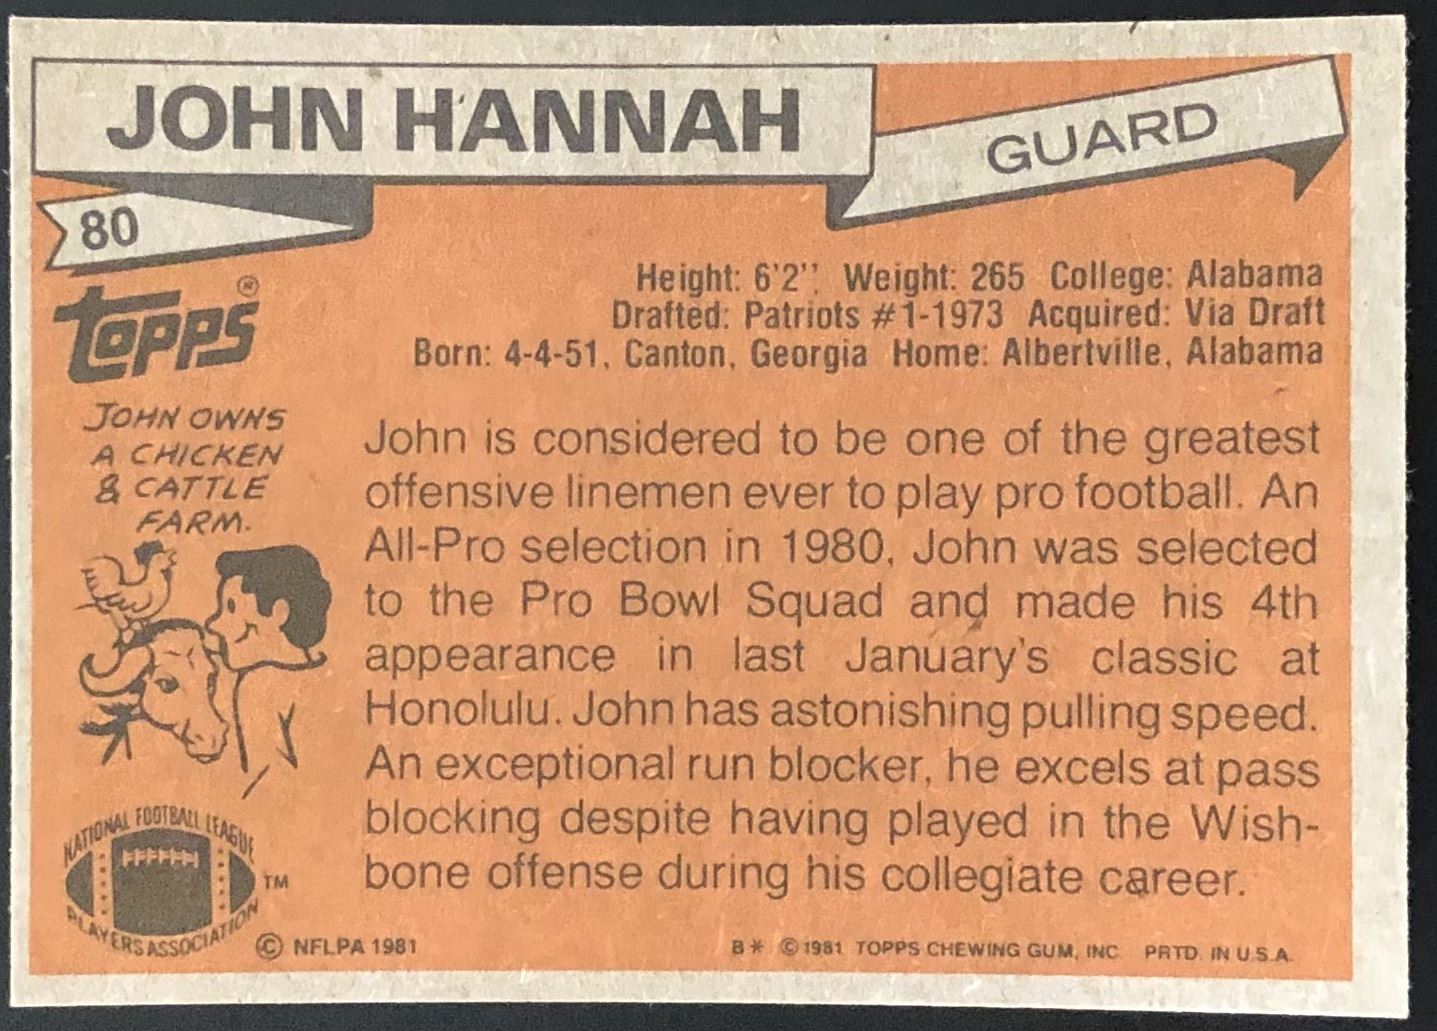 JOHN HANNAH
GUARD
80
TOPPS®
Height: 6'2'' Weight: 265 College: Alabama
Drafted: Patriots #1-1973 Acquired: Via Draft
Born: 4-4-51, Canton, Georgia Home: Albertville, Alabama
JOHN OWNS
A CHICKEN
& CATTLE
FARM.
John is considered to be one of the greatest
offensive linemen ever to play pro football. An
All-Pro selection in 1980, John was selected
to the Pro Bowl Squad and made his 4th
appearance in last January's classic at
Honolulu. John has astonishing pulling speed.
An exceptional run blocker, he excels at pass
blocking despite having played in the Wish-
bone offense during his collegiate career.
NATIONAL FOOTBALL LEAGUE
PLAYERS ASSOCIATION
TM
© NFLPA 1981
B* © 1981 TOPPS CHEWING GUM, INC. PRTD. IN U.S.A.